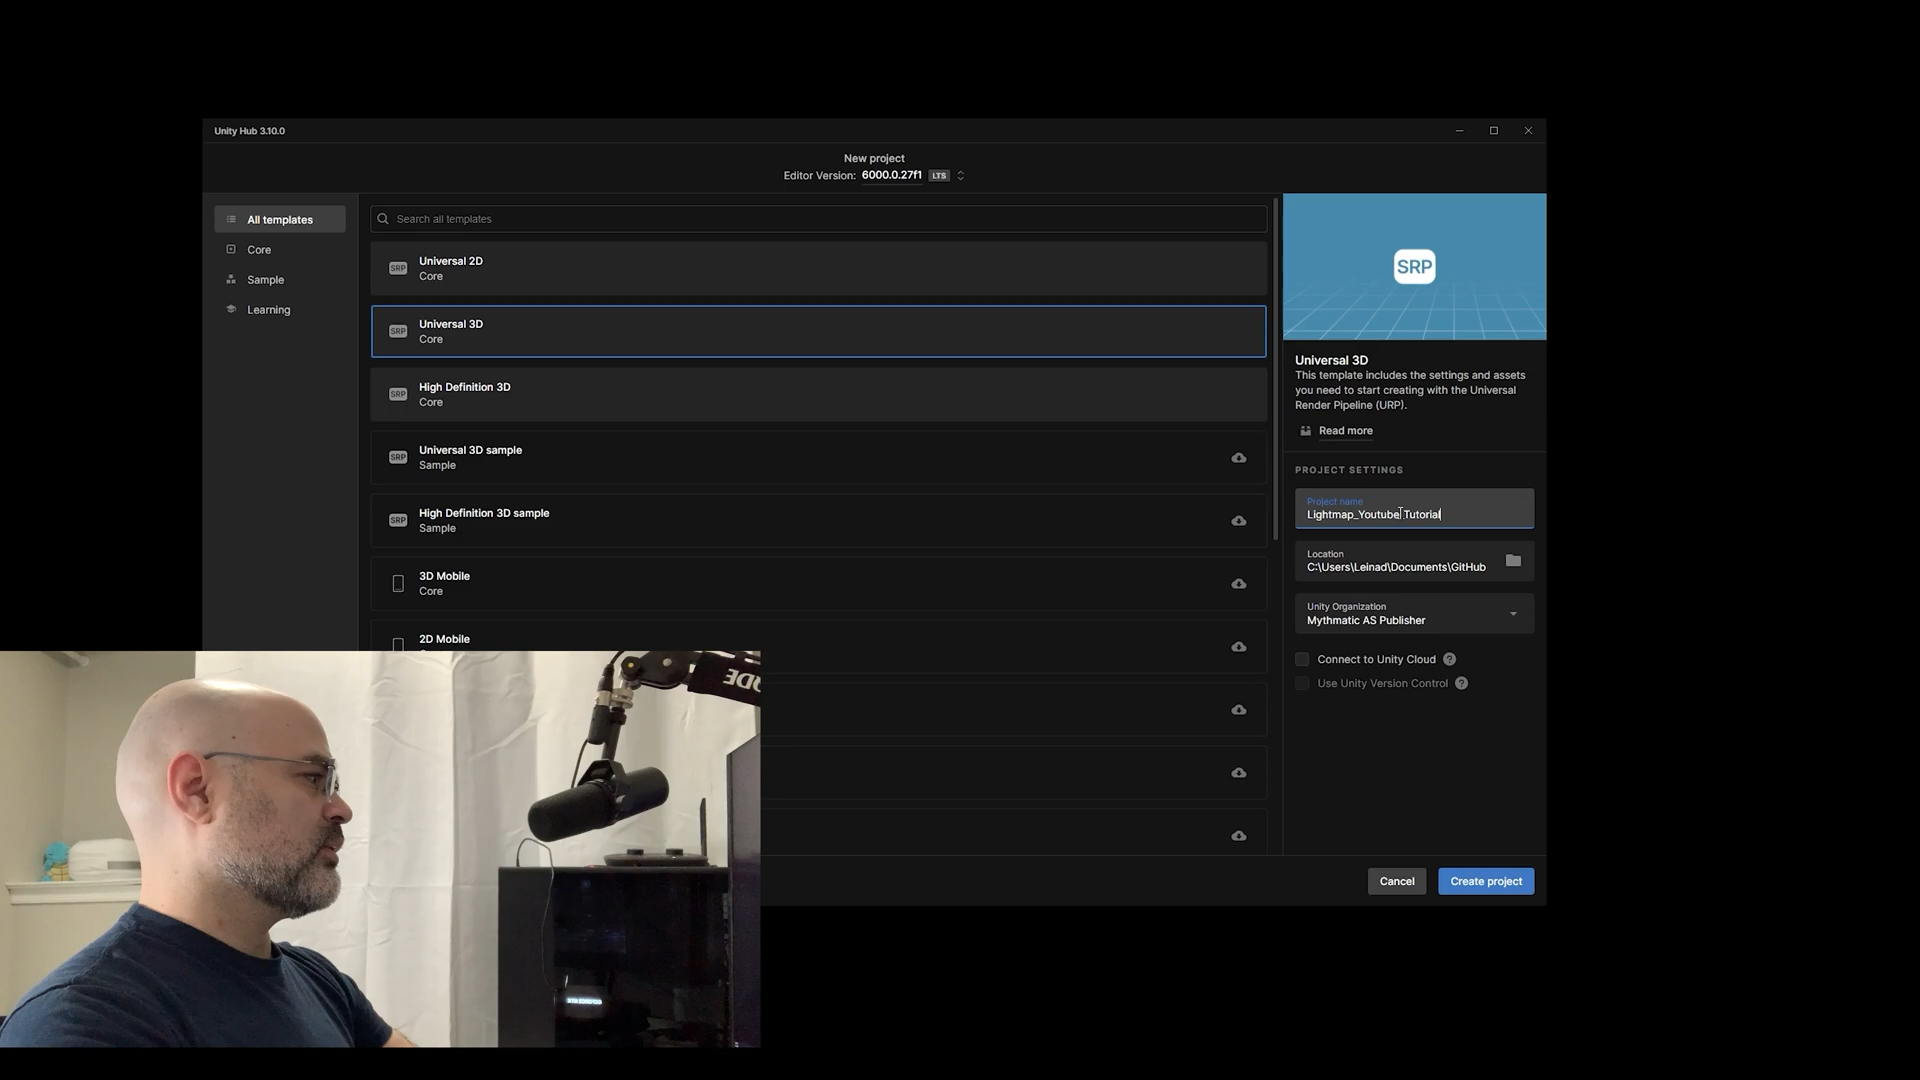 Unity Hub 3.10.0
New project
Editor Version: 6000.0.27f1 LTS
All templates
Core
Sample
Learning
Search all templates
SRP
Universal 2D
Core
SRP
Universal 3D
Core
SRP
High Definition 3D
Core
SRP
Universal 3D sample
Sample
SRP
High Definition 3D sample
Sample
3D Mobile
Core
2D Mobile
SRP
Universal 3D
This template includes the settings and assets
you need to start creating with the Universal
Render Pipeline (URP).
Read more
PROJECT SETTINGS
Project name
Lightmap_Youtube Tutorial
Location
C:\Users\Leinad\Documents\GitHub
Unity Organization
Mythmatic AS Publisher
Connect to Unity Cloud ?
Use Unity Version Control ?
Cancel
Create project